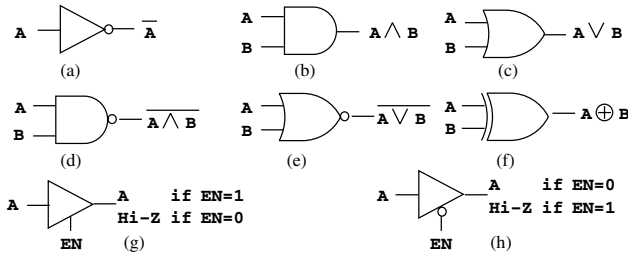 A A̅
(a)
A
B A ∧ B
(b)
A
B A ∨ B
(c)
A
B A̅ ̅∧̅ ̅B̅
(d)
A
B A̅ ̅∨̅ ̅B̅
(e)
A
B A ⊕ B
(f)
A A if EN=1
Hi-Z if EN=0
EN (g)
A A if EN=0
Hi-Z if EN=1
EN (h)